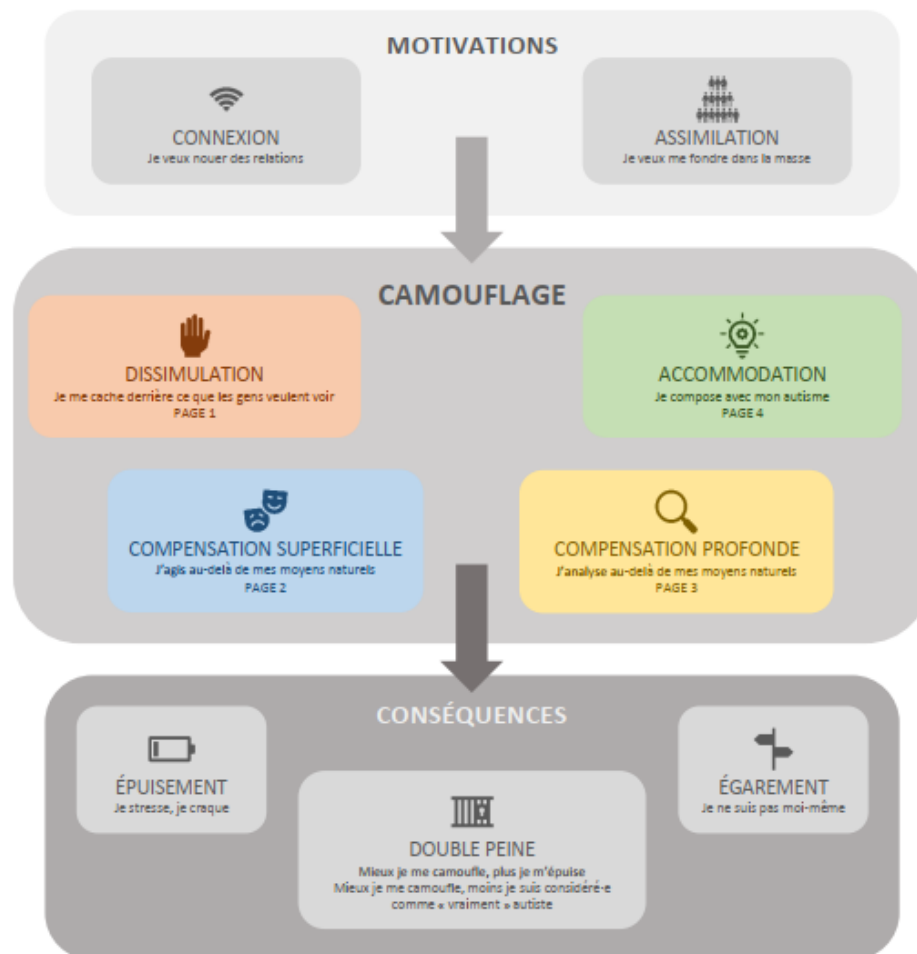 MOTIVATIONS
CONNEXION
Je veux nouer des relations
ASSIMILATION
Je veux me fondre dans la masse
CAMOUFLAGE
DISSIMULATION
Je me cache derrière ce que les gens veulent voir
PAGE 1
ACCOMMODATION
Je compose avec mon autisme
PAGE 4
COMPENSATION SUPERFICIELLE
J'agis au-delà de mes moyens naturels
PAGE 2
COMPENSATION PROFONDE
J'analyse au-delà de mes moyens naturels
PAGE 3
CONSÉQUENCES
ÉPUISEMENT
Je stresse, je craque
ÉGAREMENT
Je ne suis pas moi-même
DOUBLE PEINE
Mieux je me camoufle, plus je m'épuise
Mieux je me camoufle, moins je suis considéré-e
comme « vraiment » autiste